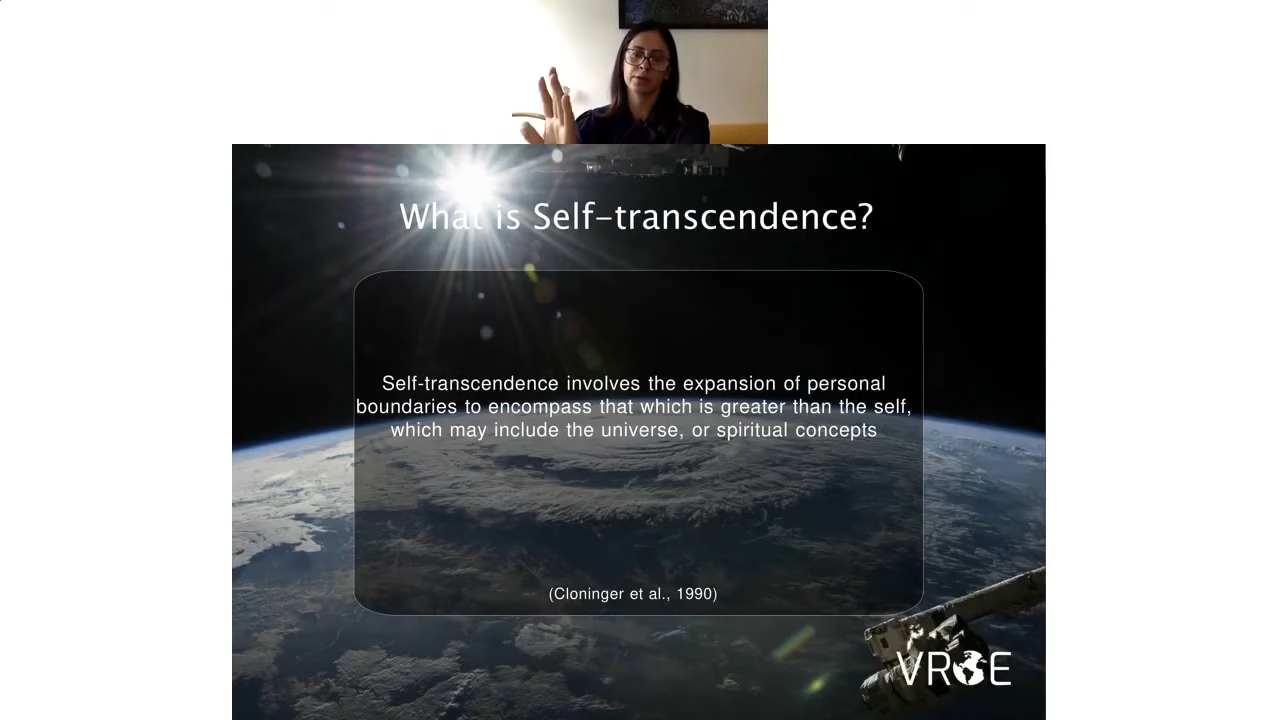 What is Self-transcendence?
Self-transcendence involves the expansion of personal
boundaries to encompass that which is greater than the self,
which may include the universe, or spiritual concepts
(Cloninger et al., 1990)
VROE